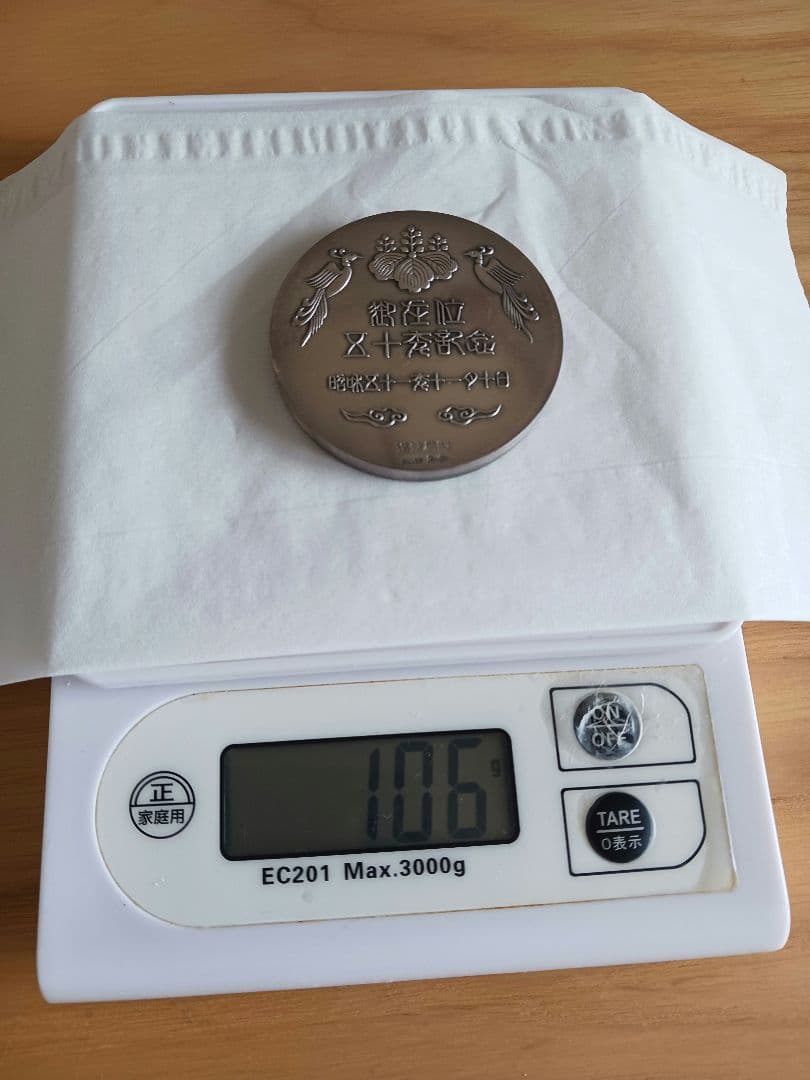 御在位
五十年記念
昭和五十一年十一月十日
106 g
ON
OFF
正
家庭用
TARE
0表示
EC201 Max.3000g